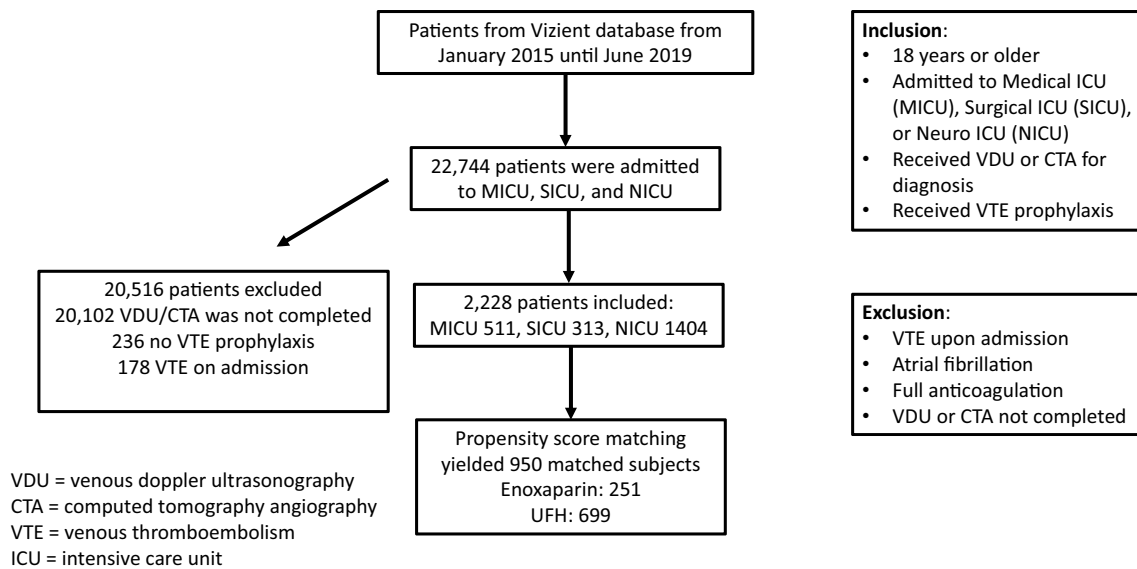 Patients from Vizient database from
January 2015 until June 2019
22,744 patients were admitted
to MICU, SICU, and NICU
20,516 patients excluded
20,102 VDU/CTA was not completed
236 no VTE prophylaxis
178 VTE on admission
2,228 patients included:
MICU 511, SICU 313, NICU 1404
Propensity score matching
yielded 950 matched subjects
Enoxaparin: 251
UFH: 699
VDU = venous doppler ultrasonography
CTA = computed tomography angiography
VTE = venous thromboembolism
ICU = intensive care unit
Inclusion:
• 18 years or older
• Admitted to Medical ICU
(MICU), Surgical ICU (SICU),
or Neuro ICU (NICU)
• Received VDU or CTA for
diagnosis
• Received VTE prophylaxis
Exclusion:
• VTE upon admission
• Atrial fibrillation
• Full anticoagulation
• VDU or CTA not completed